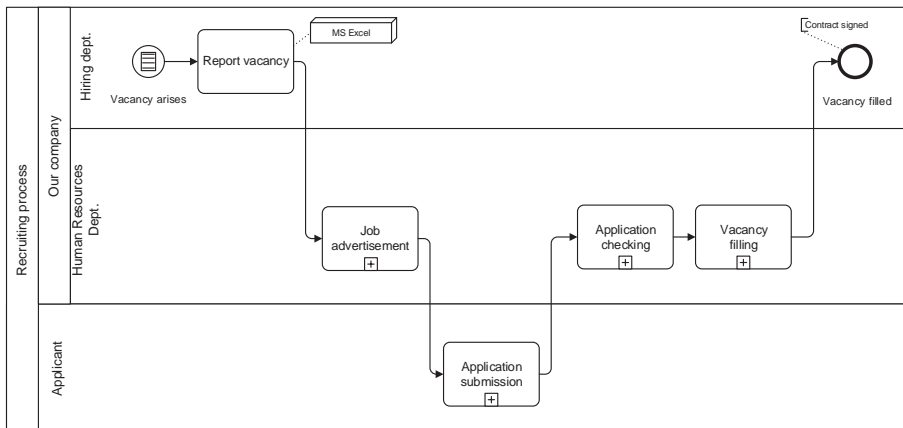 Recruiting process
Our company
Hiring dept.
Vacancy arises
Report vacancy
MS Excel
Contract signed
Vacancy filled
Human Resources
Dept.
Job
advertisement
Application
checking
Vacancy
filling
Applicant
Application
submission